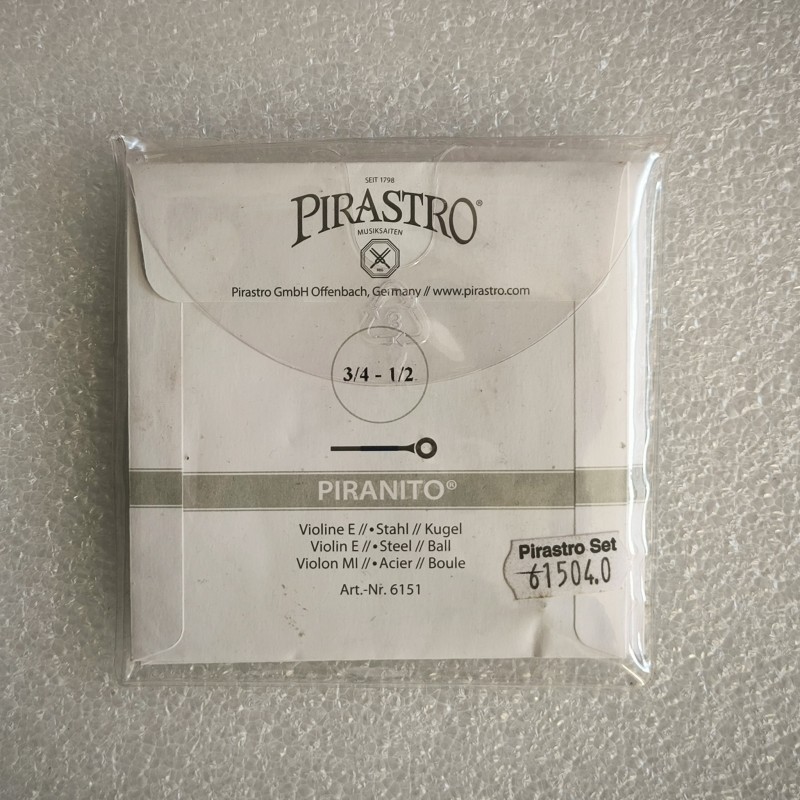 SEIT 1798
PIRASTRO®
MUSIKSAITEN
Pirastro GmbH Offenbach, Germany // www.pirastro.com
3/4 - 1/2
PIRANITO®
Violine E //•Stahl // Kugel
Violin E //•Steel // Ball
Violon MI //•Acier // Boule
Art.-Nr. 6151
Pirastro Set
61504.0